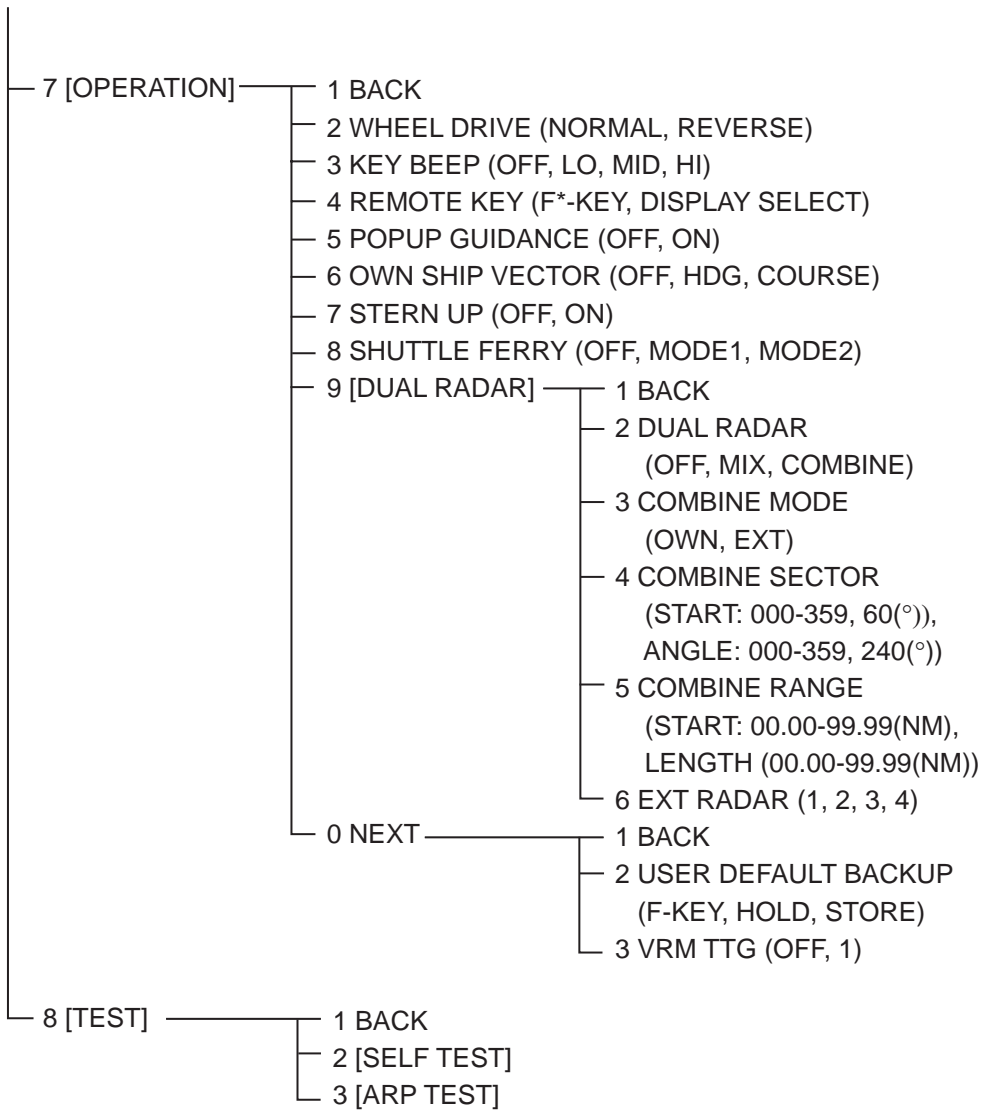 7 [OPERATION]
1 BACK
2 WHEEL DRIVE (NORMAL, REVERSE)
3 KEY BEEP (OFF, LO, MID, HI)
4 REMOTE KEY (F*-KEY, DISPLAY SELECT)
5 POPUP GUIDANCE (OFF, ON)
6 OWN SHIP VECTOR (OFF, HDG, COURSE)
7 STERN UP (OFF, ON)
8 SHUTTLE FERRY (OFF, MODE1, MODE2)
9 [DUAL RADAR]
1 BACK
2 DUAL RADAR
(OFF, MIX, COMBINE)
3 COMBINE MODE
(OWN, EXT)
4 COMBINE SECTOR
(START: 000-359, 60(°)),
ANGLE: 000-359, 240(°))
5 COMBINE RANGE
(START: 00.00-99.99(NM),
LENGTH (00.00-99.99(NM))
6 EXT RADAR (1, 2, 3, 4)
0 NEXT
1 BACK
2 USER DEFAULT BACKUP
(F-KEY, HOLD, STORE)
3 VRM TTG (OFF, 1)
8 [TEST]
1 BACK
2 [SELF TEST]
3 [ARP TEST]